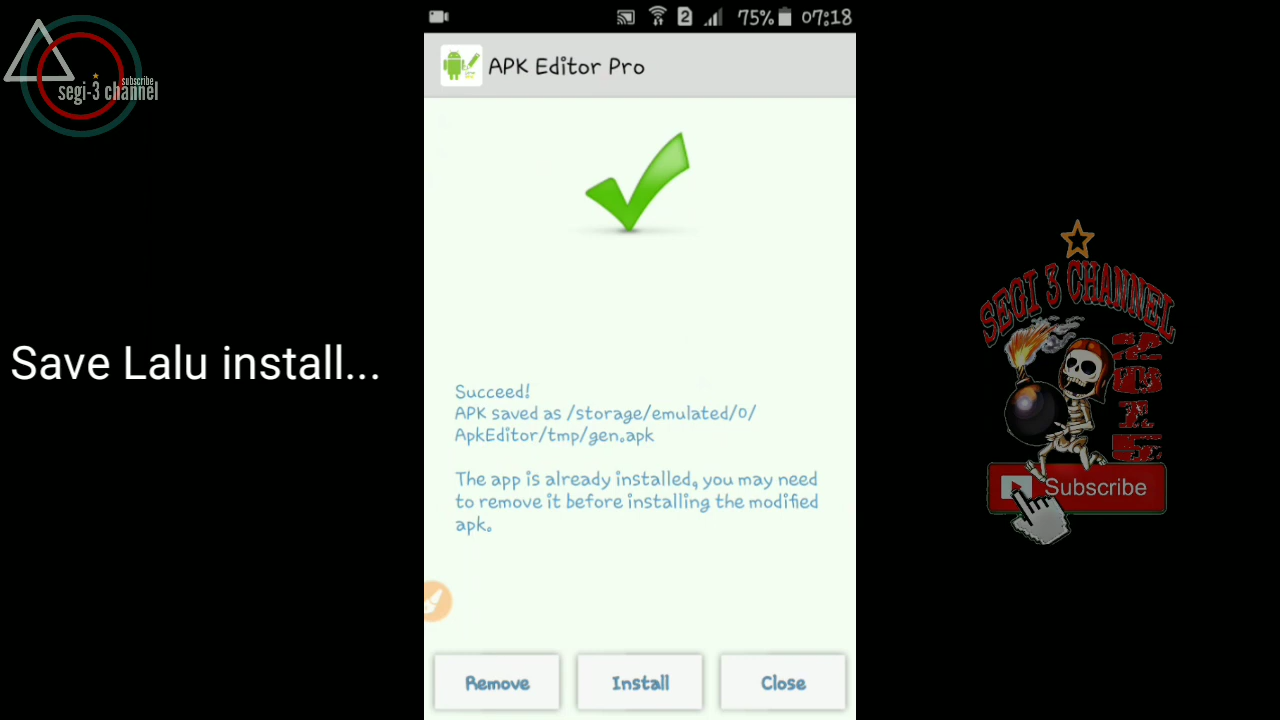 2
75%
07:18
APK Editor Pro
subscribe
segi-3 channel
SEGI 3 CHANNEL
Save Lalu install...
Succeed!
APK saved as /storage/emulated/0/
ApkEditor/tmp/gen.apk
The app is already installed, you may need
to remove it before installing the modified
apk.
Subscribe
Remove
Install
Close